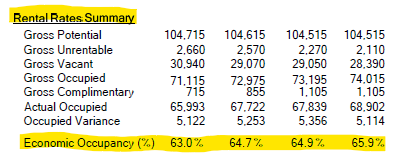 Rental Rates Summary
Gross Potential 104,715 104,615 104,515 104,515
Gross Unrentable 2,660 2,570 2,270 2,110
Gross Vacant 30,940 29,070 29,050 28,390
Gross Occupied 71,115 72,975 73,195 74,015
Gross Complimentary 715 855 1,105 1,105
Actual Occupied 65,993 67,722 67,839 68,902
Occupied Variance 5,122 5,253 5,356 5,114
Economic Occupancy (%) 63.0% 64.7% 64.9% 65.9%